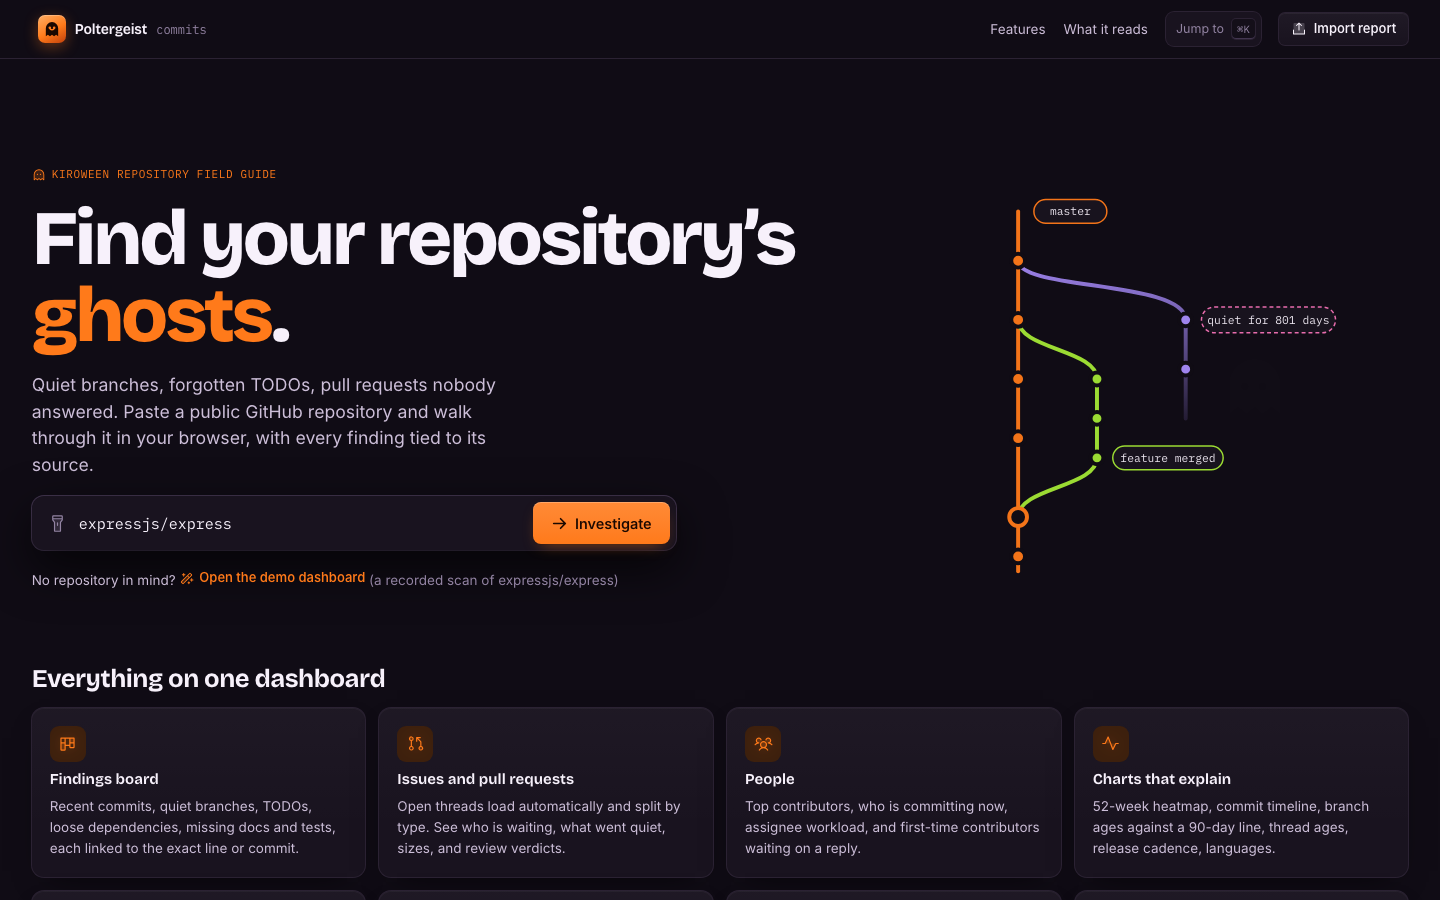 Poltergeist commits
Features
What it reads
Jump to ⌘K
Import report
KIROWEEN REPOSITORY FIELD GUIDE
Find your repository’s
ghosts.
Quiet branches, forgotten TODOs, pull requests nobody
answered. Paste a public GitHub repository and walk
through it in your browser, with every finding tied to its
source.
expressjs/express
Investigate
No repository in mind? Open the demo dashboard (a recorded scan of expressjs/express)
master
quiet for 801 days
feature merged
Everything on one dashboard
Findings board
Recent commits, quiet branches, TODOs,
loose dependencies, missing docs and tests,
each linked to the exact line or commit.
Issues and pull requests
Open threads load automatically and split by
type. See who is waiting, what went quiet,
sizes, and review verdicts.
People
Top contributors, who is committing now,
assignee workload, and first-time contributors
waiting on a reply.
Charts that explain
52-week heatmap, commit timeline, branch
ages against a 90-day line, thread ages,
release cadence, languages.